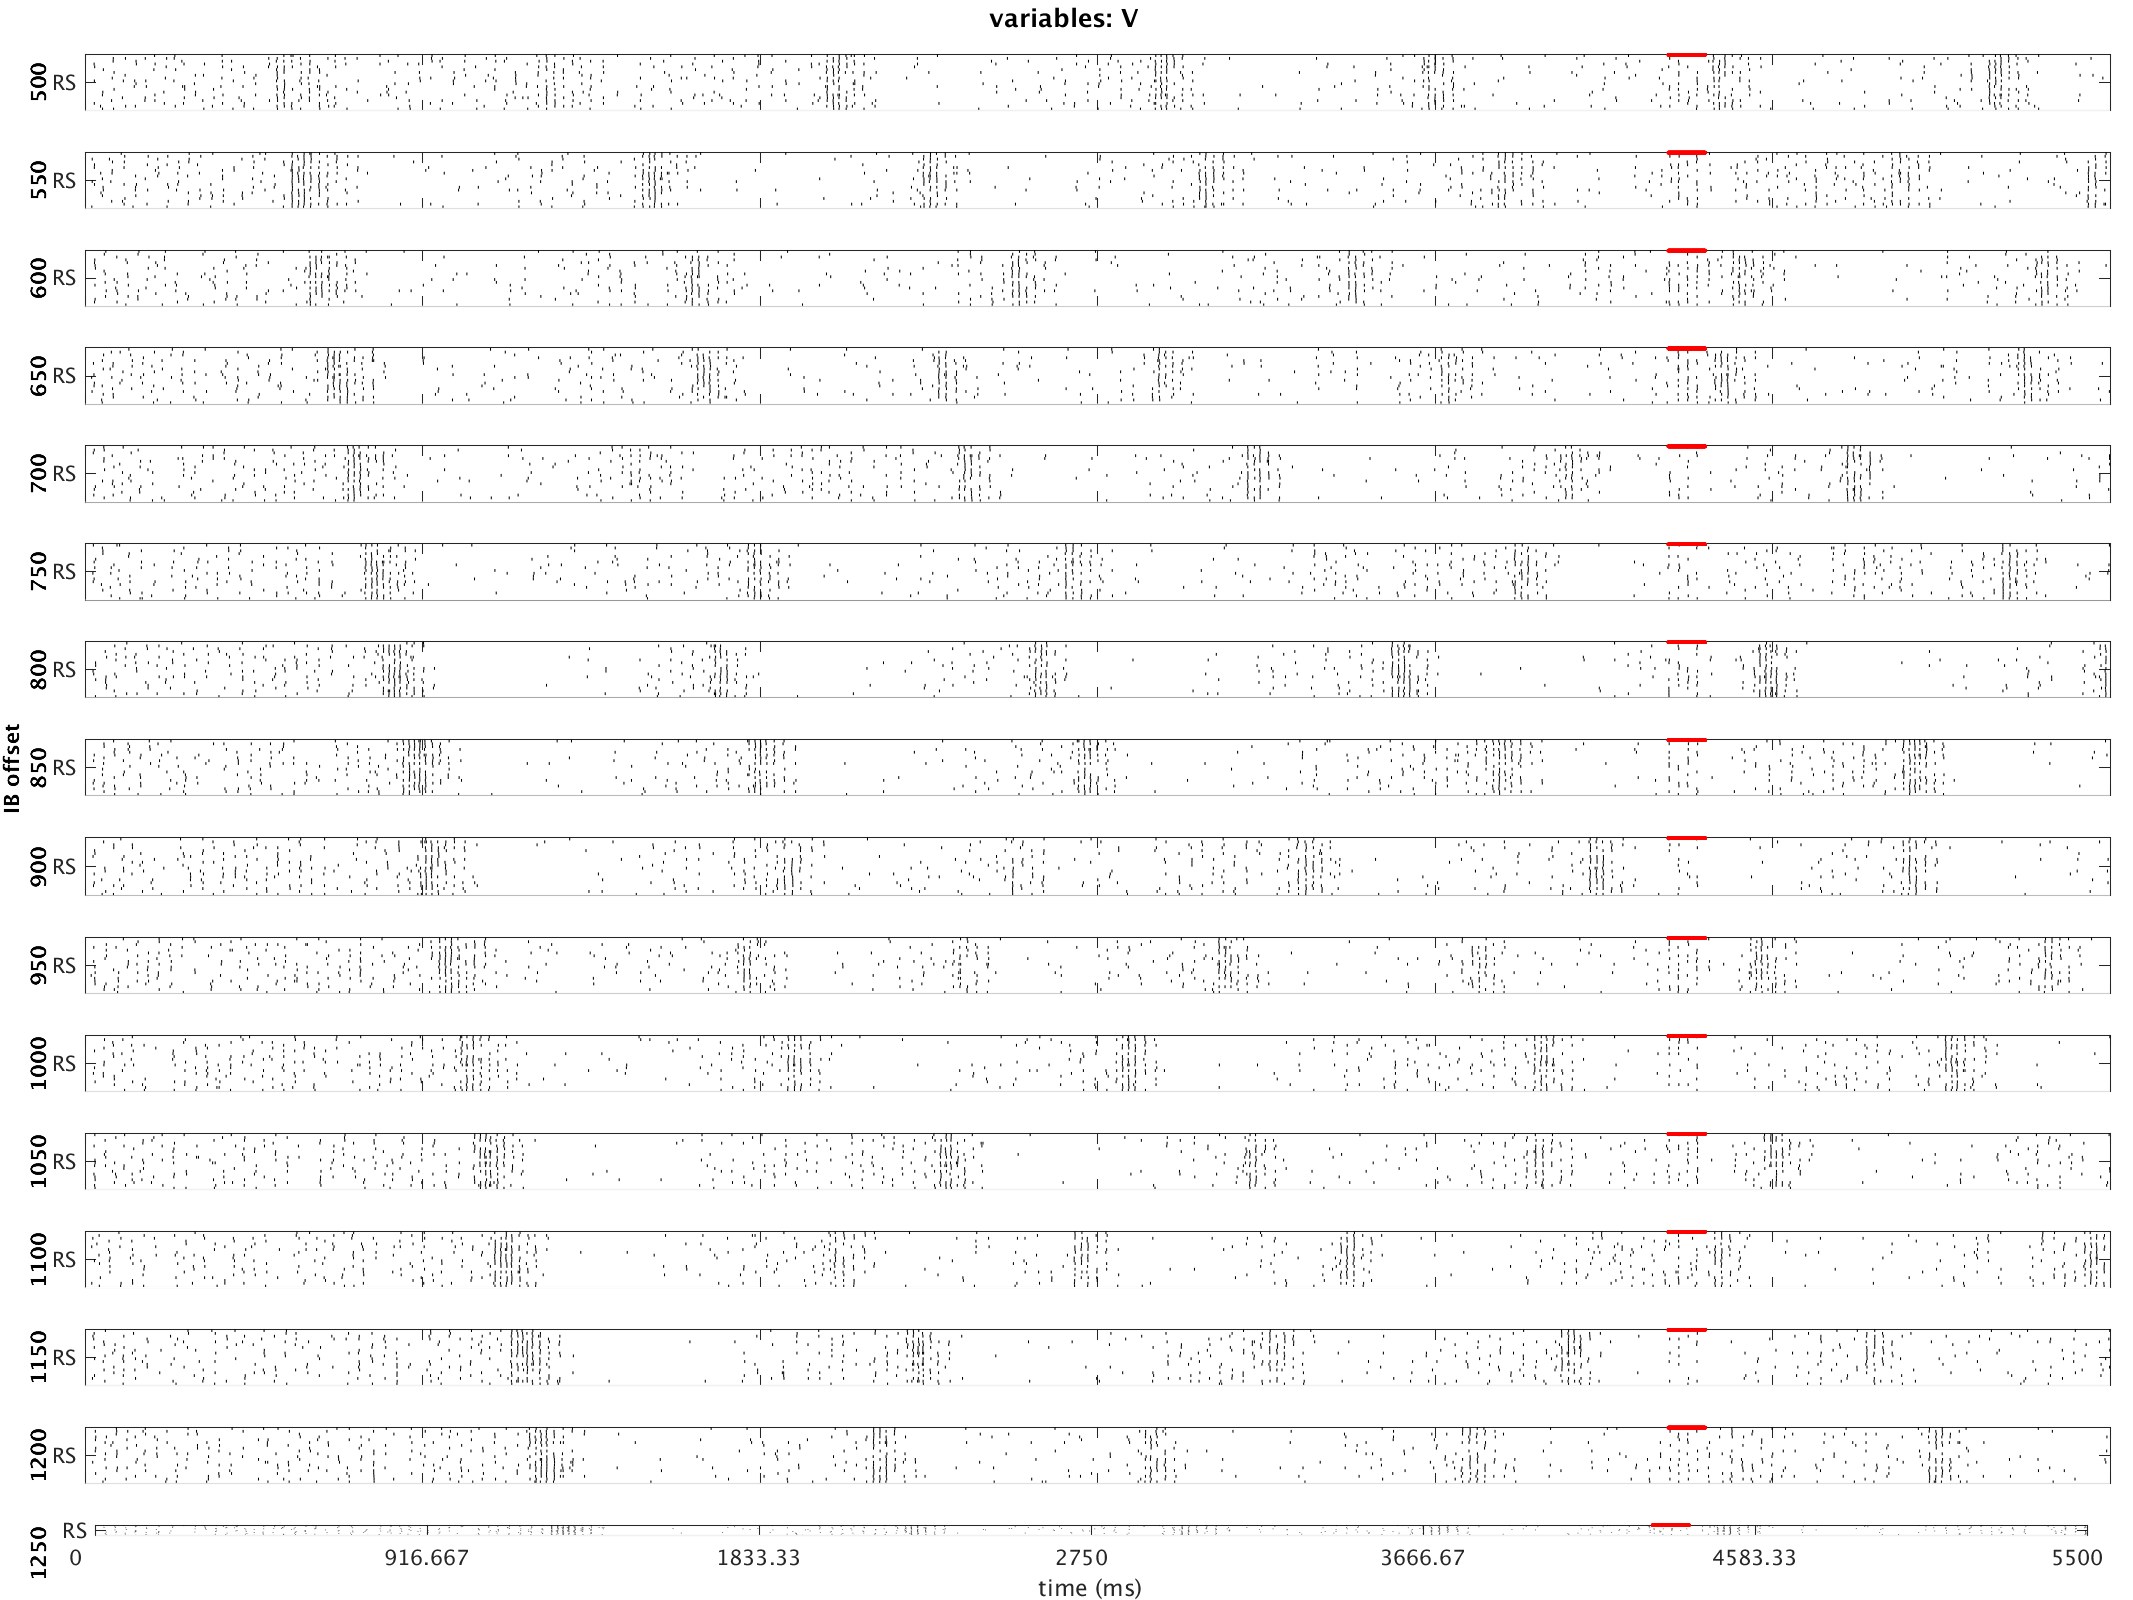 variables: V
500 RS
550 RS
600 RS
650 RS
700 RS
750 RS
800 RS
IB offset
850 RS
900 RS
950 RS
1000 RS
1050 RS
1100 RS
1150 RS
1200 RS
1250 RS
0 916.667 1833.33 2750 3666.67 4583.33 5500
time (ms)